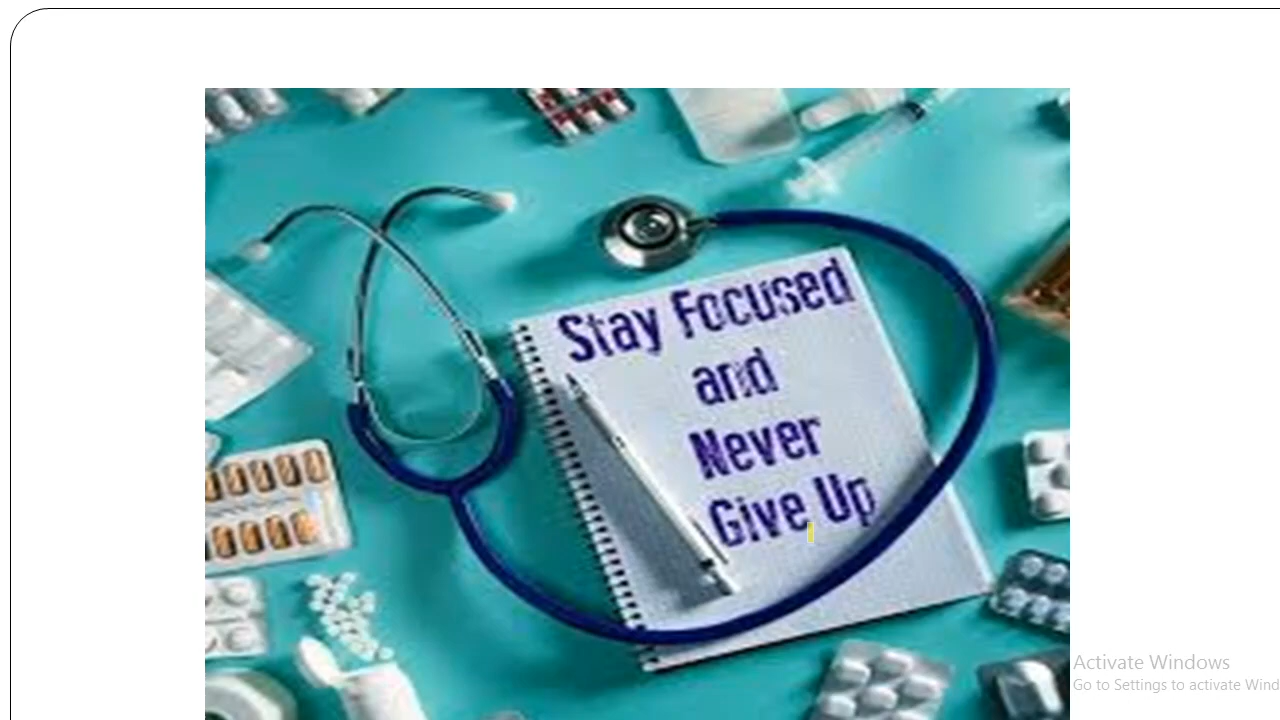 Stay Focused
and
Never
Give Up
Activate Windows
Go to Settings to activate Wind